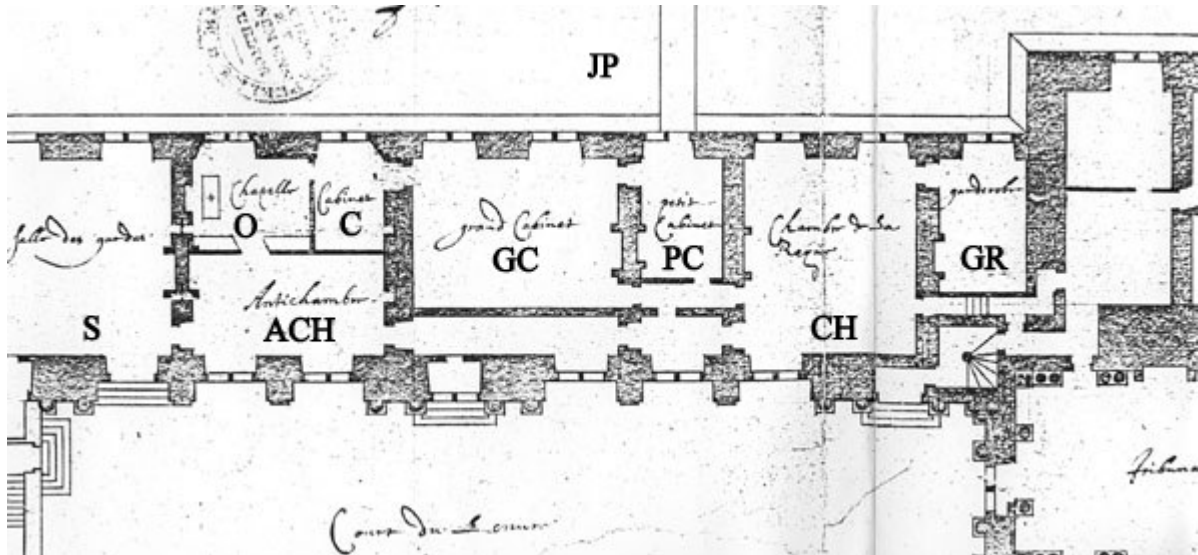 JP
Chapelle
O
Cabinet
C
Salle des gardes
S
Antichambre
ACH
grand Cabinet
GC
petit
Cabinet
PC
Chambre de la
Reyne
CH
garderobe
GR
Cour du Louvre
Tribuna